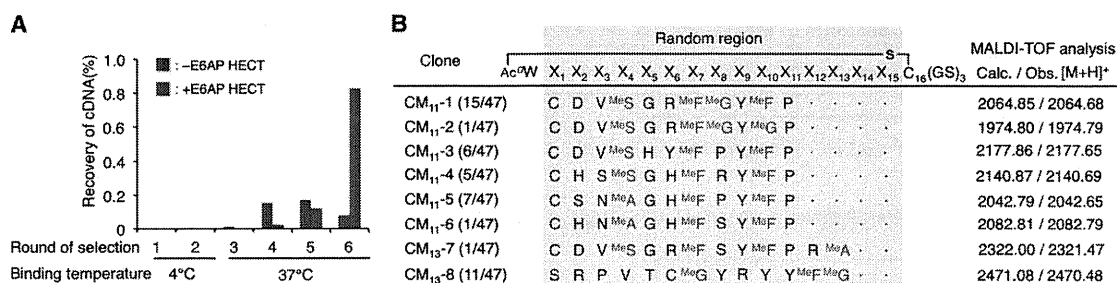 A
■ : −E6AP HECT
■ : +E6AP HECT
Recovery of cDNA(%)
1.0
0.8
0.6
0.4
0.2
0
Round of selection 1 2 3 4 5 6
Binding temperature 4°C 37°C
B
Random region
S
Clone
MALDI-TOF analysis
AcᴰW X₁ X₂ X₃ X₄ X₅ X₆ X₇ X₈ X₉ X₁₀ X₁₁ X₁₂ X₁₃ X₁₄ X₁₅ C₁₆(GS)₃
Calc. / Obs. [M+H]⁺
CM₁₁-1 (15/47) C D V ᴹᵉS G R ᴹᵉF ᴹᵉG Y ᴹᵉF P · · · · 2064.85 / 2064.68
CM₁₁-2 (1/47) C D V ᴹᵉS G R ᴹᵉF ᴹᵉG Y ᴹᵉG P · · · · 1974.80 / 1974.79
CM₁₁-3 (6/47) C D V ᴹᵉS H Y ᴹᵉF P Y ᴹᵉF P · · · · 2177.86 / 2177.65
CM₁₁-4 (5/47) C H S ᴹᵉS G H ᴹᵉF R Y ᴹᵉF P · · · · 2140.87 / 2140.69
CM₁₁-5 (7/47) C S N ᴹᵉA G H ᴹᵉF P Y ᴹᵉF P · · · · 2042.79 / 2042.65
CM₁₁-6 (1/47) C H N ᴹᵉA G H ᴹᵉF S Y ᴹᵉF P · · · · 2082.81 / 2082.79
CM₁₃-7 (1/47) C D V ᴹᵉS G R ᴹᵉF S Y ᴹᵉF P R ᴹᵉA · · 2322.00 / 2321.47
CM₁₃-8 (11/47) S R P V T C ᴹᵉG Y R Y Y ᴹᵉF ᴹᵉG · · 2471.08 / 2470.48